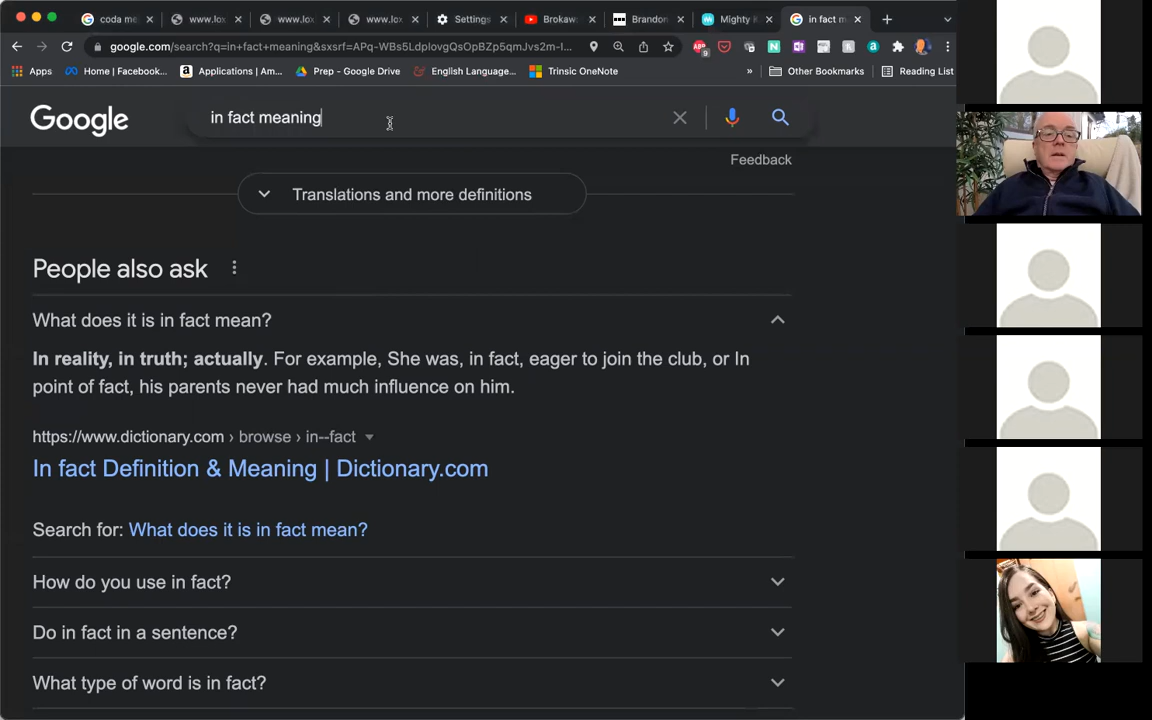 coda me
www.lox
www.lox
www.lox
Settings
Brokaw
Brandon
Mighty
in fact m
google.com/search?q=in+fact+meaning&sxsrf=APq-WBs5LdplovgQsOpBZp5qmJvs2m-I...
Apps
Home | Facebook...
Applications | Am...
Prep - Google Drive
English Language...
Trinsic OneNote
»
Other Bookmarks
Reading List
Google
in fact meaning
Feedback
Translations and more definitions
People also ask
What does it is in fact mean?
In reality, in truth; actually. For example, She was, in fact, eager to join the club, or In
point of fact, his parents never had much influence on him.
https://www.dictionary.com › browse › in--fact
In fact Definition & Meaning | Dictionary.com
Search for: What does it is in fact mean?
How do you use in fact?
Do in fact in a sentence?
What type of word is in fact?